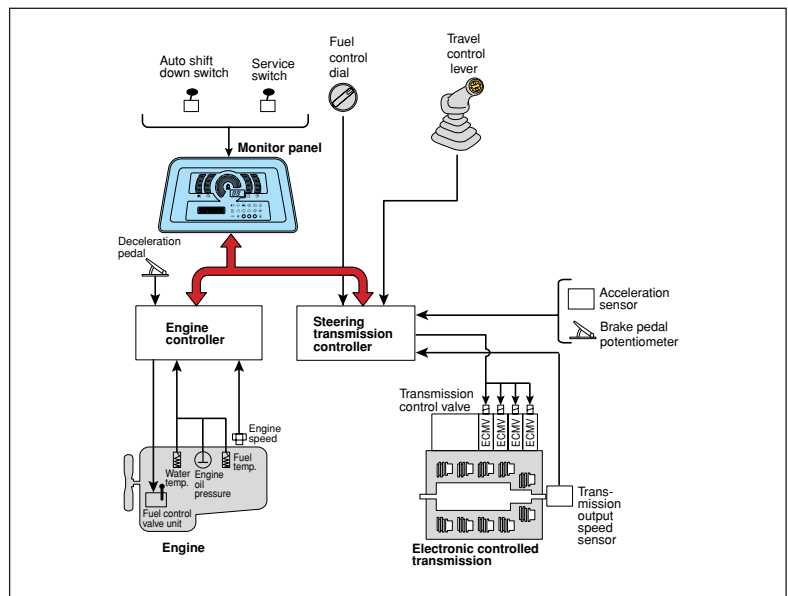 Auto shift
down switch
Service
switch
Fuel
control
dial
Travel
control
lever
Monitor panel
Deceleration
pedal
Engine
controller
Steering
transmission
controller
Acceleration
sensor
Brake pedal
potentiometer
Transmission
control valve
ECMV
ECMV
ECMV
ECMV
Engine
speed
Water
temp.
Engine
oil
pressure
Fuel
temp.
Fuel control
valve unit
Engine
Trans-
mission
output
speed
sensor
Electronic controlled
transmission